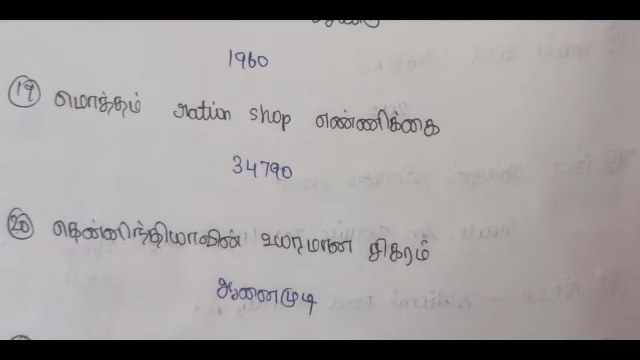 1960
19 மொத்தம் ration shop எண்ணிக்கை
34790
20 தென்னிந்தியாவின் உயரமான சிகரம்
ஆனைமுடி